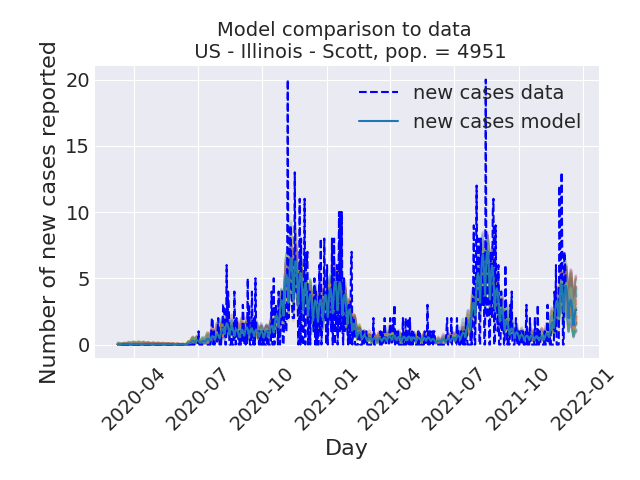 Model comparison to data
US - Illinois - Scott, pop. = 4951
Number of new cases reported
20
15
10
5
0
new cases data
new cases model
2020-04
2020-07
2020-10
2021-01
2021-04
2021-07
2021-10
2022-01
Day